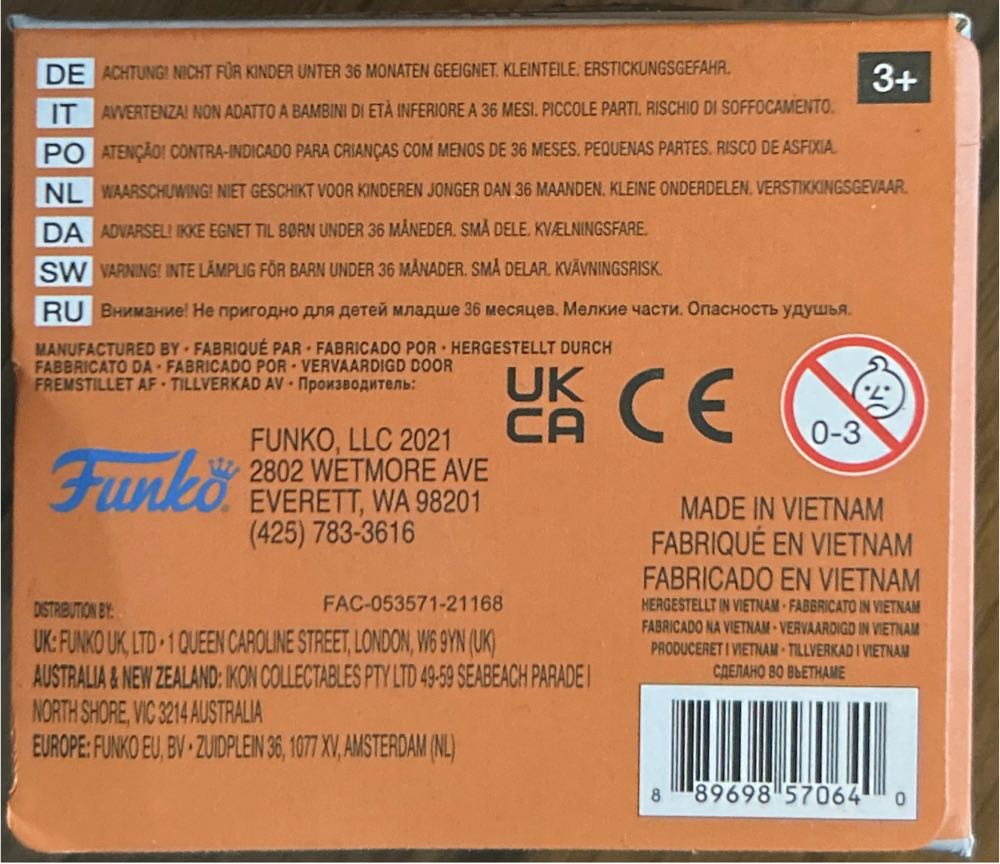 DE ACHTUNG! NICHT FÜR KINDER UNTER 36 MONATEN GEEIGNET. KLEINTEILE. ERSTICKUNGSGEFAHR.
3+
IT AVVERTENZA! NON ADATTO A BAMBINI DI ETÀ INFERIORE A 36 MESI. PICCOLE PARTI. RISCHIO DI SOFFOCAMENTO.
PO ATENÇÃO! CONTRA-INDICADO PARA CRIANÇAS COM MENOS DE 36 MESES. PEQUENAS PARTES. RISCO DE ASFIXIA.
NL WAARSCHUWING! NIET GESCHIKT VOOR KINDEREN JONGER DAN 36 MAANDEN. KLEINE ONDERDELEN. VERSTIKKINGSGEVAAR.
DA ADVARSEL! IKKE EGNET TIL BØRN UNDER 36 MÅNEDER. SMÅ DELE. KVÆLNINGSFARE.
SW VARNING! INTE LÄMPLIG FÖR BARN UNDER 36 MÅNADER. SMÅ DELAR. KVÄVNINGSRISK.
RU Внимание! Не пригодно для детей младше 36 месяцев. Мелкие части. Опасность удушья.
MANUFACTURED BY • FABRIQUÉ PAR • FABRICADO POR • HERGESTELLT DURCH
FABBRICATO DA • FABRICADO POR • VERVAARDIGD DOOR
FREMSTILLET AF • TILLVERKAD AV • Производитель:
UK
CA
CE
0-3
Funko
FUNKO, LLC 2021
2802 WETMORE AVE
EVERETT, WA 98201
(425) 783-3616
MADE IN VIETNAM
FABRIQUÉ EN VIETNAM
FABRICADO EN VIETNAM
HERGESTELLT IN VIETNAM • FABBRICATO IN VIETNAM
FABRICADO NA VIETNAM • VERVAARDIGD IN VIETNAM
PRODUCERET I VIETNAM • TILLVERKAD I VIETNAM
СДЕЛАНО ВО ВЬЕТНАМЕ
FAC-053571-21168
DISTRIBUTION BY:
UK: FUNKO UK, LTD • 1 QUEEN CAROLINE STREET, LONDON, W6 9YN (UK)
AUSTRALIA & NEW ZEALAND: IKON COLLECTABLES PTY LTD 49-59 SEABEACH PARADE I
NORTH SHORE, VIC 3214 AUSTRALIA
EUROPE: FUNKO EU, BV • ZUIDPLEIN 36, 1077 XV, AMSTERDAM (NL)
8 89698 57064 0